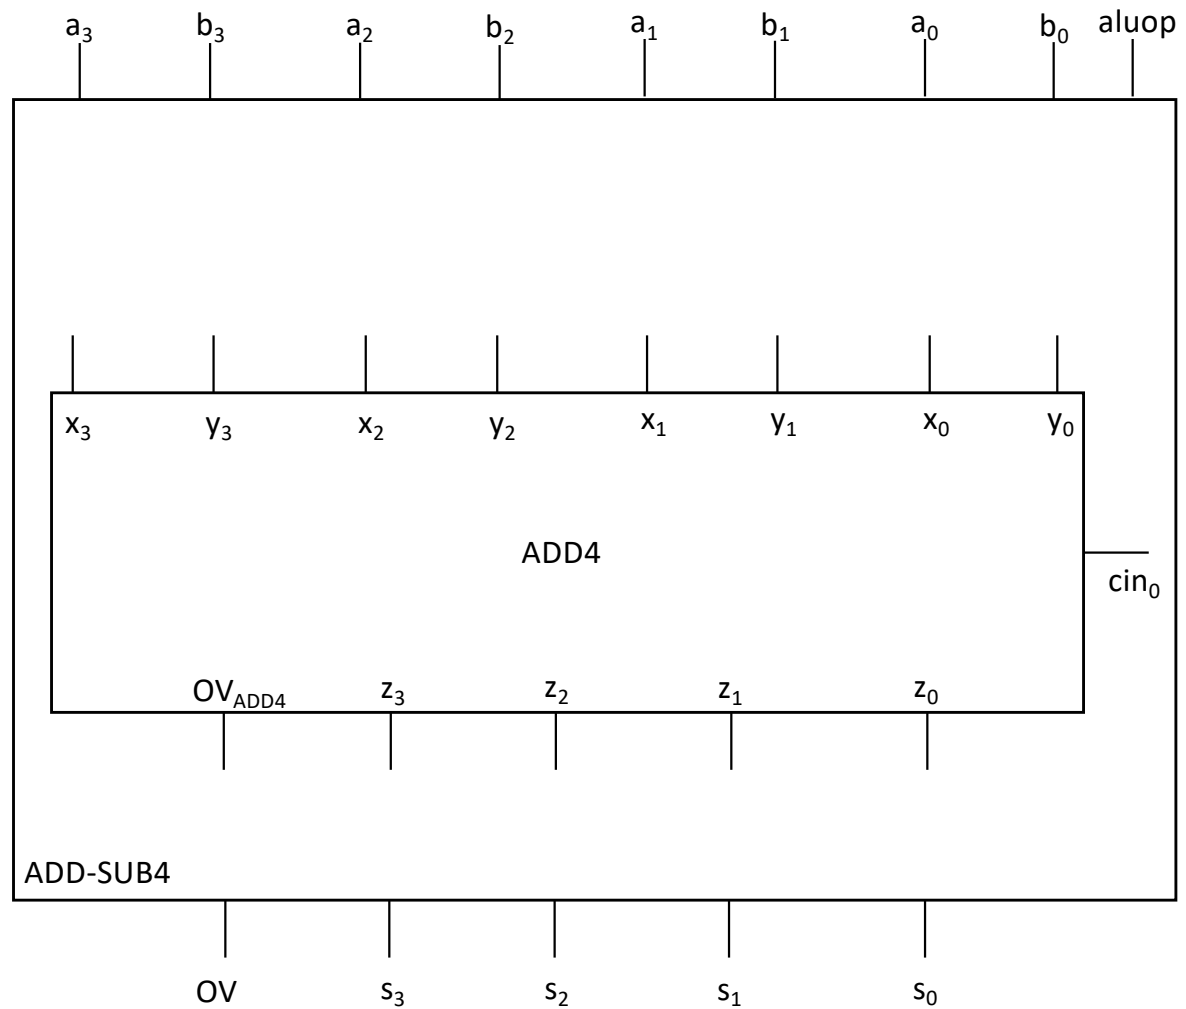 a₃ b₃ a₂ b₂ a₁ b₁ a₀ b₀ aluop
x₃ y₃ x₂ y₂ x₁ y₁ x₀ y₀
ADD4
cin₀
OV_ADD4 z₃ z₂ z₁ z₀
ADD-SUB4
OV s₃ s₂ s₁ s₀